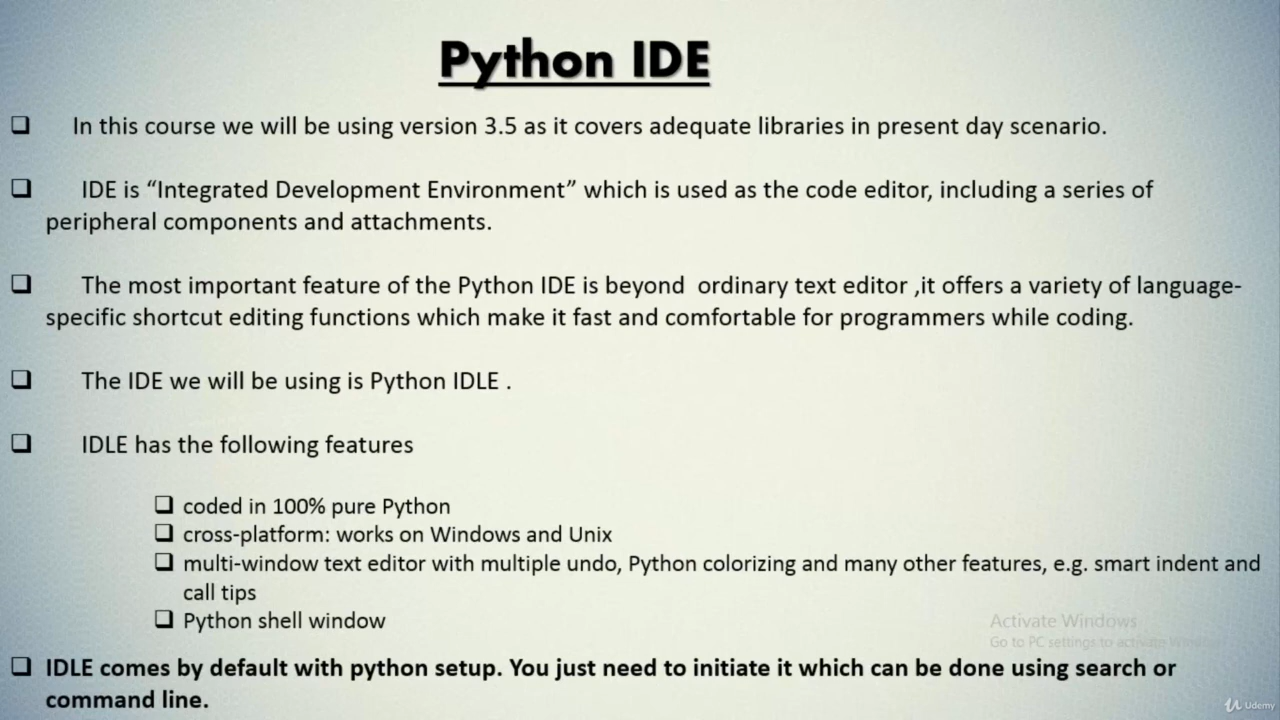 Python IDE
In this course we will be using version 3.5 as it covers adequate libraries in present day scenario.
IDE is “Integrated Development Environment” which is used as the code editor, including a series of
peripheral components and attachments.
The most important feature of the Python IDE is beyond  ordinary text editor ,it offers a variety of language-
specific shortcut editing functions which make it fast and comfortable for programmers while coding.
The IDE we will be using is Python IDLE .
IDLE has the following features
coded in 100% pure Python
cross-platform: works on Windows and Unix
multi-window text editor with multiple undo, Python colorizing and many other features, e.g. smart indent and
call tips
Python shell window
Activate Windows
Go to PC settings to activate Windows
IDLE comes by default with python setup. You just need to initiate it which can be done using search or
command line.
Udemy